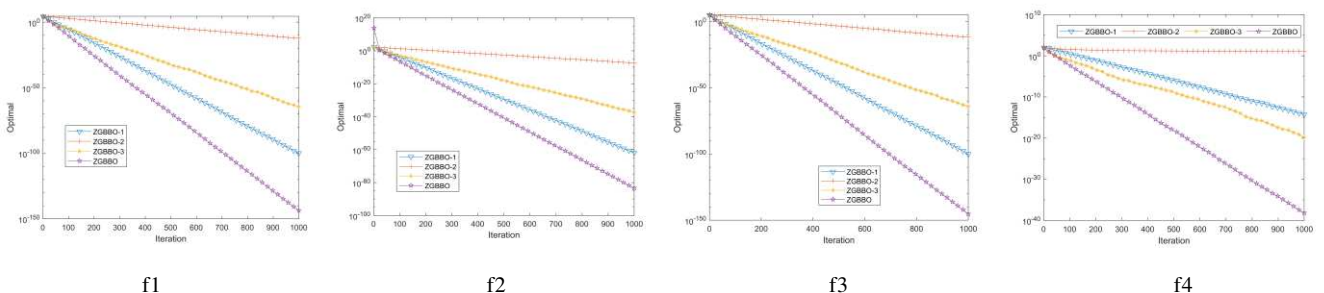 10^0
10^-50
10^-100
10^-150
Optimal
ZGBBO-1
ZGBBO-2
ZGBBO-3
ZGBBO
0 100 200 300 400 500 600 700 800 900 1000
Iteration
f1
10^20
10^0
10^-20
10^-40
10^-60
10^-80
10^-100
Optimal
ZGBBO-1
ZGBBO-2
ZGBBO-3
ZGBBO
0 100 200 300 400 500 600 700 800 900 1000
Iteration
f2
10^0
10^-50
10^-100
10^-150
Optimal
ZGBBO-1
ZGBBO-2
ZGBBO-3
ZGBBO
0 200 400 600 800 1000
Iteration
f3
10^10
10^0
10^-10
10^-20
10^-30
10^-40
Optimal
ZGBBO-1 ZGBBO-2 ZGBBO-3 ZGBBO
0 100 200 300 400 500 600 700 800 900 1000
Iteration
f4